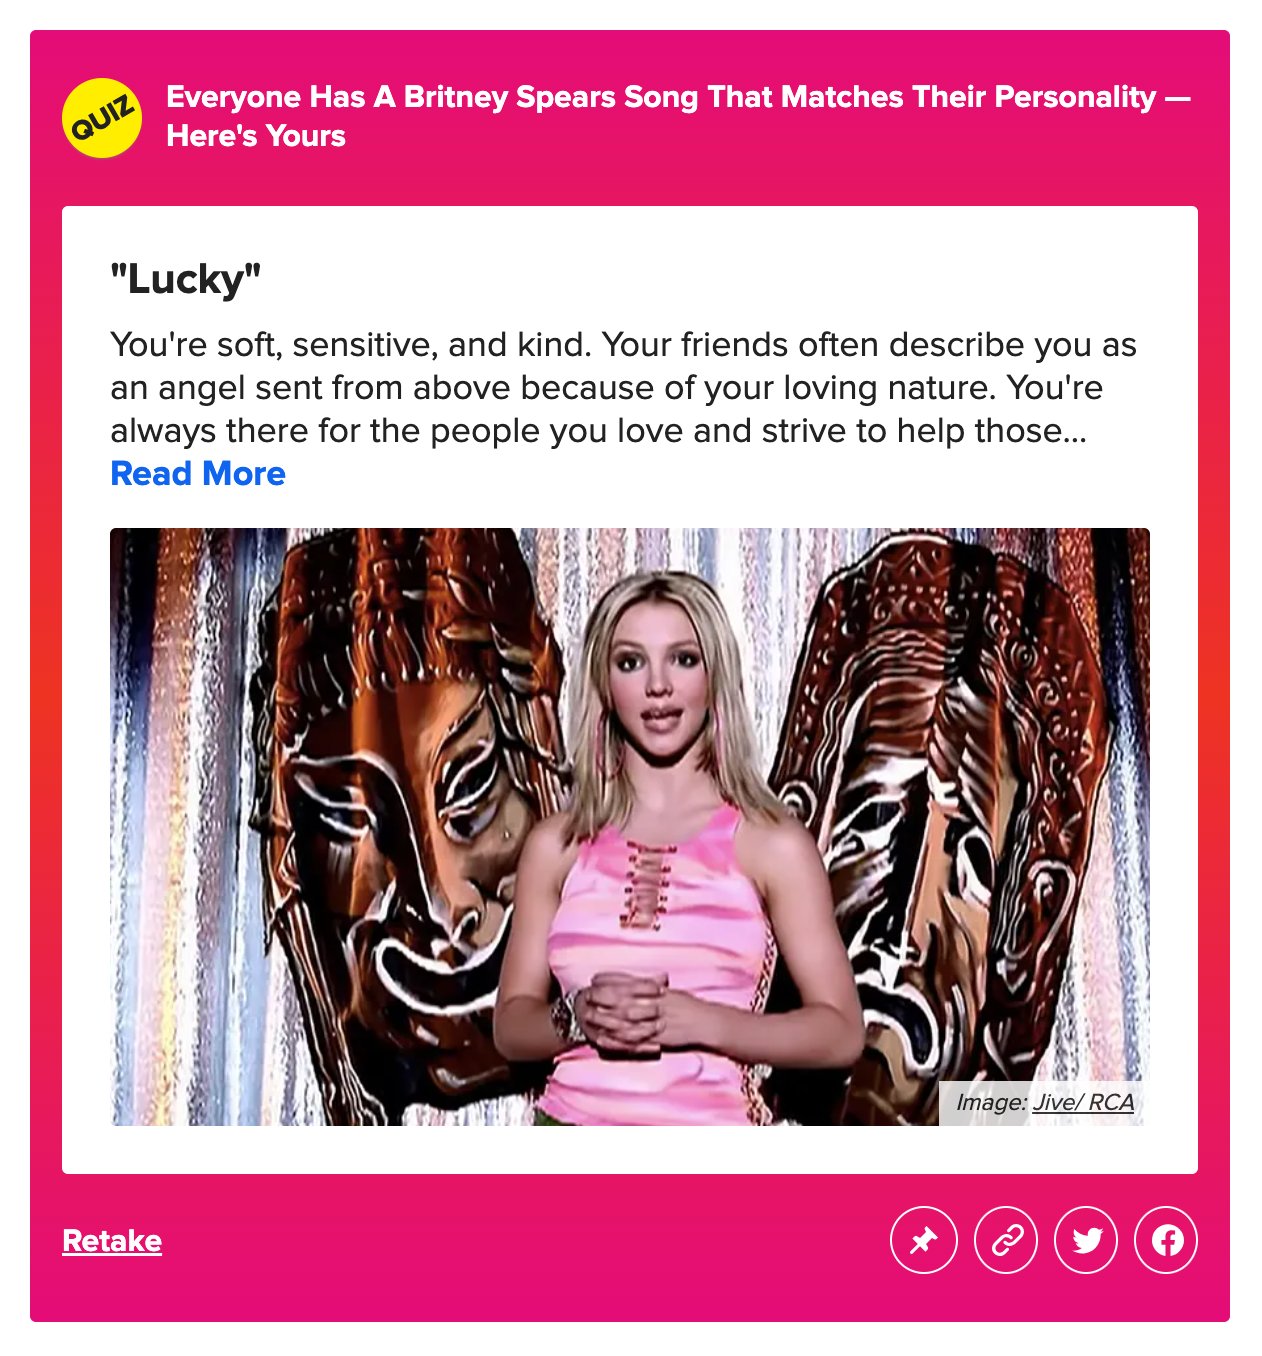 QUIZ
Everyone Has A Britney Spears Song That Matches Their Personality —
Here's Yours
"Lucky"
You're soft, sensitive, and kind. Your friends often describe you as
an angel sent from above because of your loving nature. You're
always there for the people you love and strive to help those...
Read More
Image: Jive/ RCA
Retake